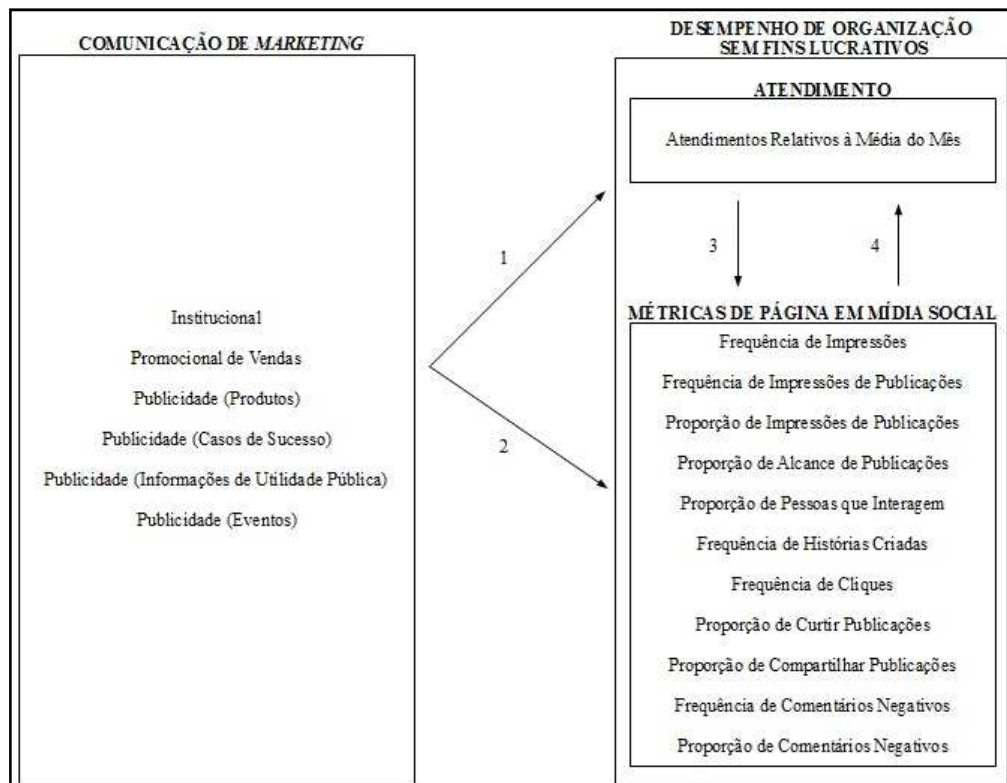 COMUNICAÇÃO DE MARKETING
Institucional
Promocional de Vendas
Publicidade (Produtos)
Publicidade (Casos de Sucesso)
Publicidade (Informações de Utilidade Pública)
Publicidade (Eventos)
1
2
DESEMPENHO DE ORGANIZAÇÃO
SEM FINS LUCRATIVOS
ATENDIMENTO
Atendimentos Relativos à Média do Mês
3
4
MÉTRICAS DE PÁGINA EM MÍDIA SOCIAL
Frequência de Impressões
Frequência de Impressões de Publicações
Proporção de Impressões de Publicações
Proporção de Alcance de Publicações
Proporção de Pessoas que Interagem
Frequência de Histórias Criadas
Frequência de Cliques
Proporção de Curtir Publicações
Proporção de Compartilhar Publicações
Frequência de Comentários Negativos
Proporção de Comentários Negativos